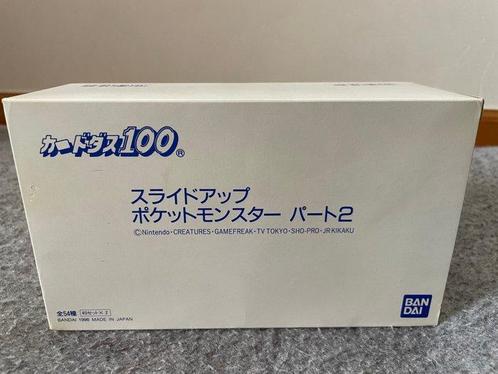 カードダス100®
スライドアップ
ポケットモンスター パート2
©Nintendo・CREATURES・GAMEFREAK・TV TOKYO・SHO-PRO・JR KIKAKU
全54種
BANDAI 1998 MADE IN JAPAN
BAN
DAI